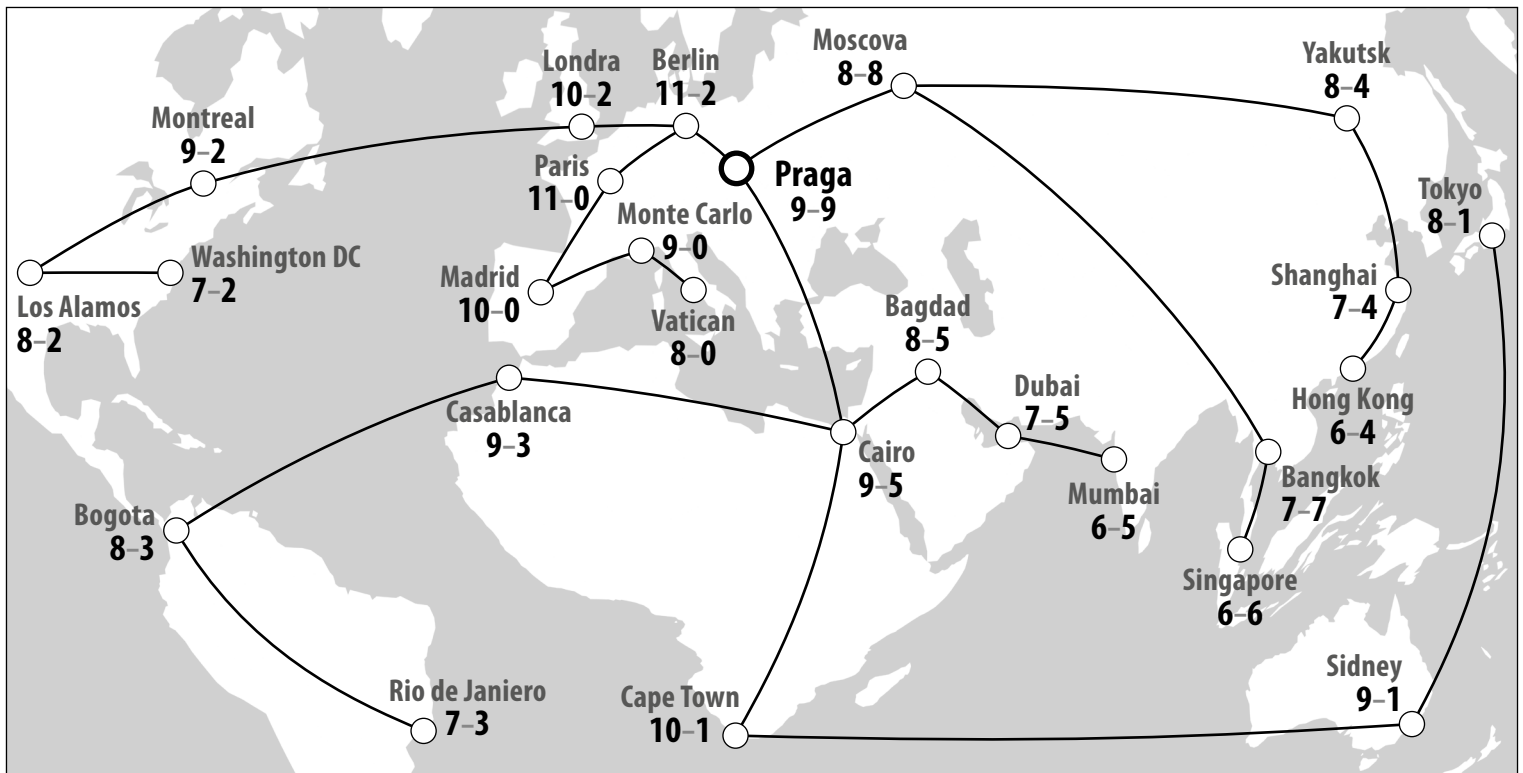 Moscova
8–8
Yakutsk
8–4
Londra
10–2
Berlin
11–2
Montreal
9–2
Paris
11–0
Praga
9–9
Tokyo
8–1
Monte Carlo
9–0
Washington DC
7–2
Madrid
10–0
Shanghai
7–4
Los Alamos
8–2
Vatican
8–0
Bagdad
8–5
Dubai
7–5
Hong Kong
6–4
Casablanca
9–3
Cairo
9–5
Mumbai
6–5
Bangkok
7–7
Bogota
8–3
Singapore
6–6
Sidney
9–1
Rio de Janiero
7–3
Cape Town
10–1